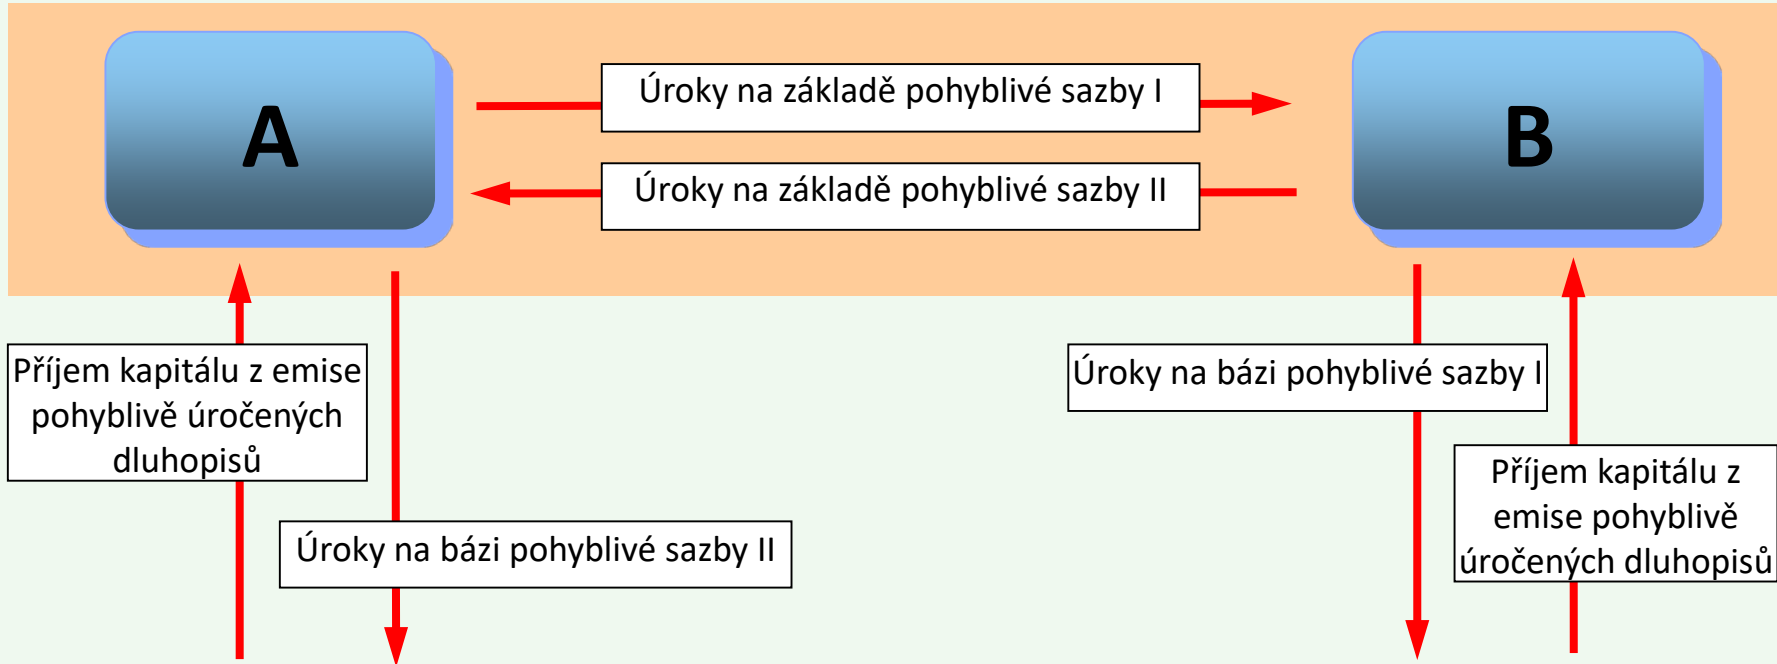 A
Úroky na základě pohyblivé sazby I
B
Úroky na základě pohyblivé sazby II
Příjem kapitálu z emise
pohyblivě úročených
dluhopisů
Úroky na bázi pohyblivé sazby II
Úroky na bázi pohyblivé sazby I
Příjem kapitálu z
emise pohyblivě
úročených dluhopisů